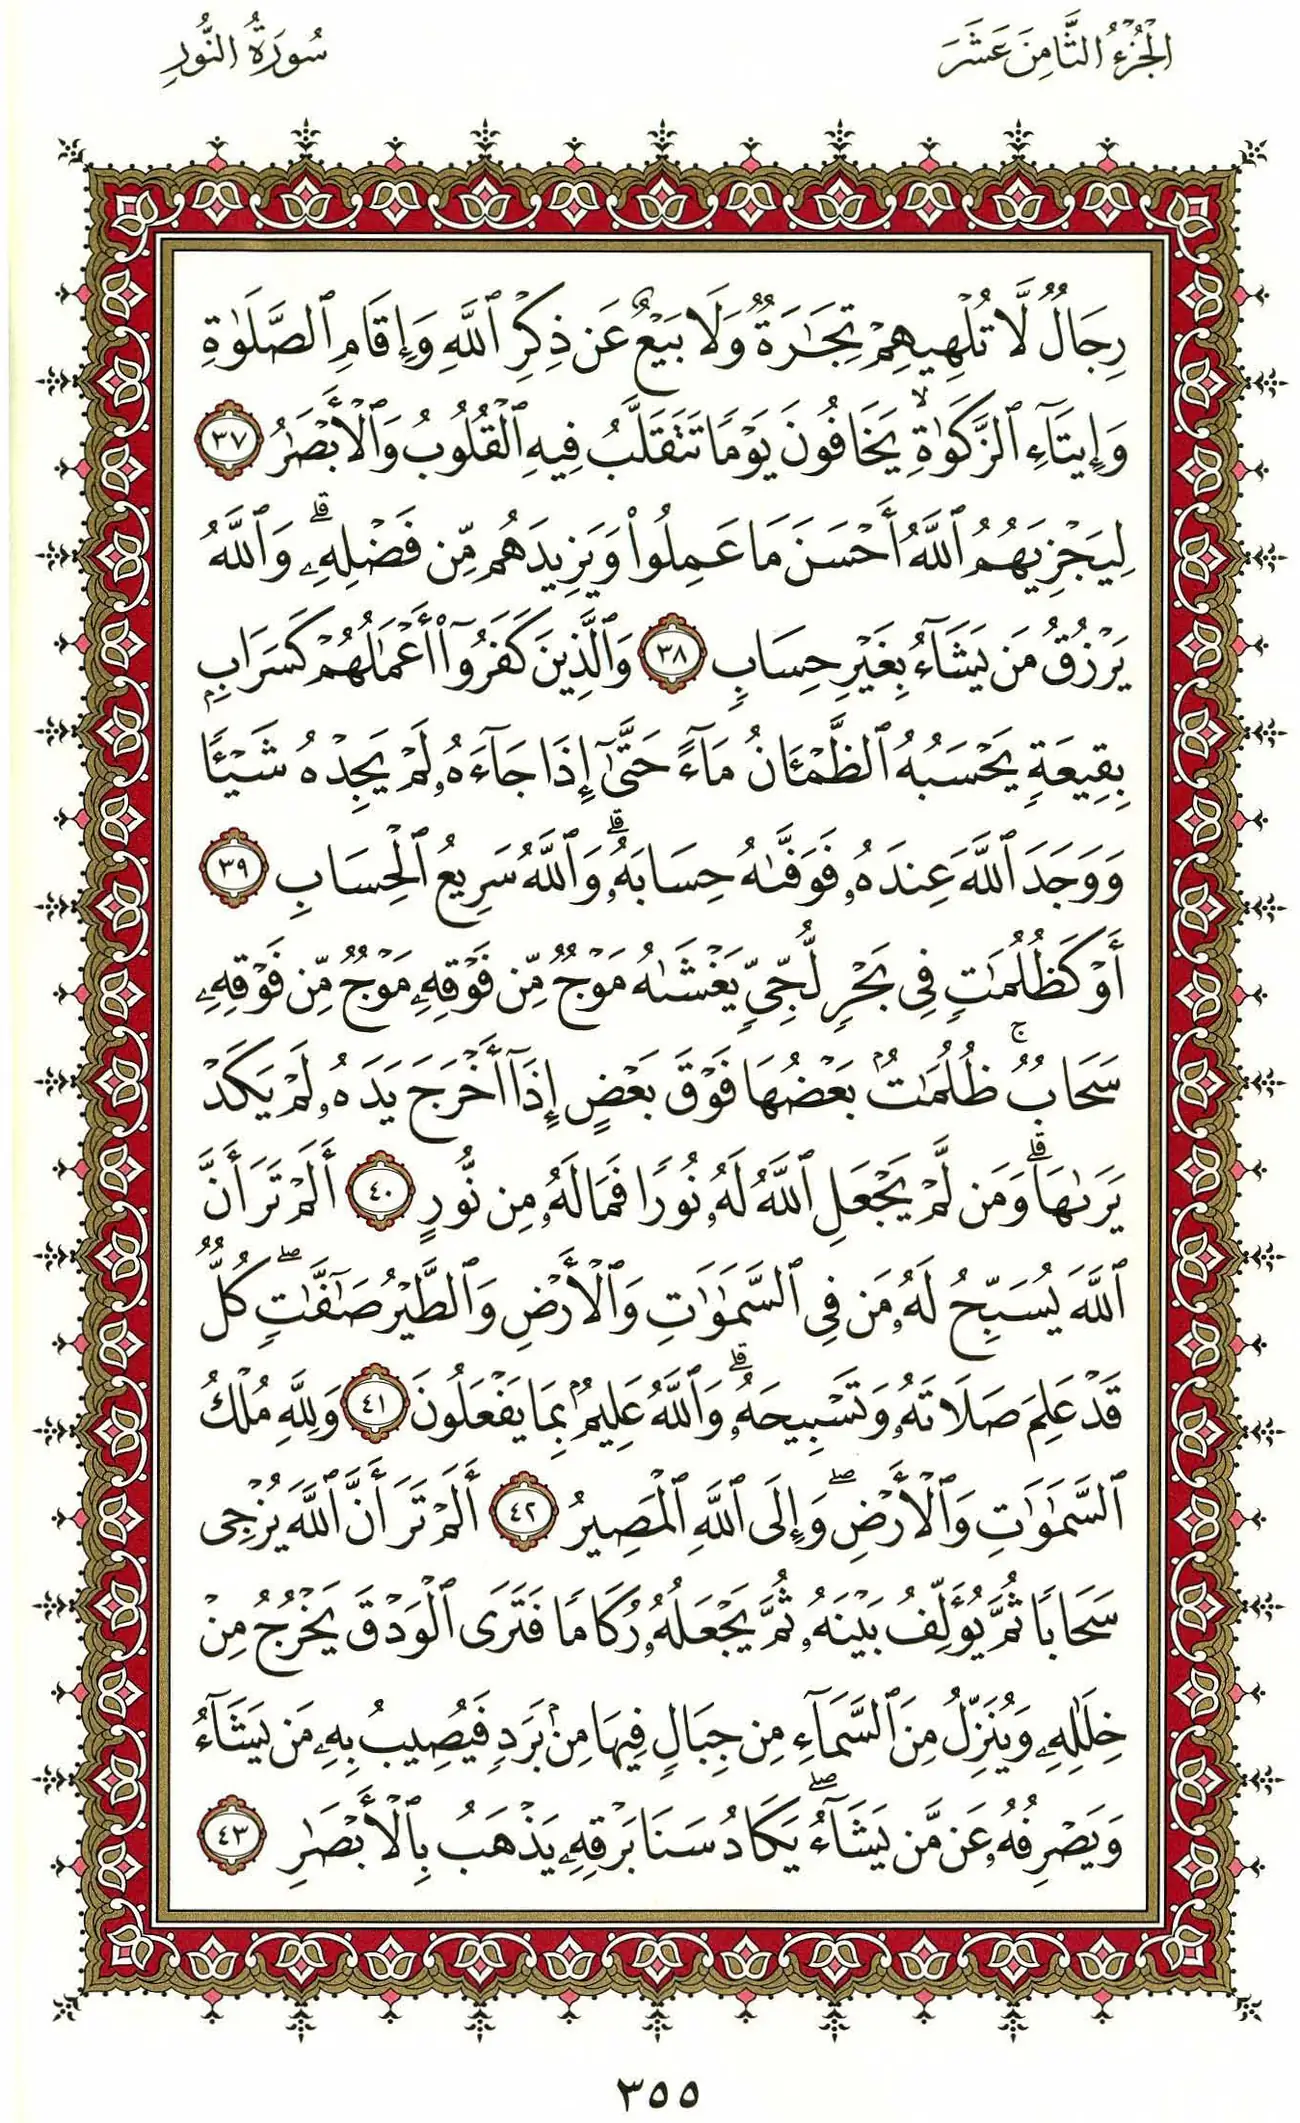 الجزء الثامن عشر
سورة النور
رِجَالٌ لَّا تُلْهِيهِمْ تِجَٰرَةٌ وَلَا بَيْعٌ عَن ذِكْرِ ٱللَّهِ وَإِقَامِ ٱلصَّلَوٰةِ
وَإِيتَآءِ ٱلزَّكَوٰةِ ۙ يَخَافُونَ يَوْمًا تَتَقَلَّبُ فِيهِ ٱلْقُلُوبُ وَٱلْأَبْصَٰرُ ٣٧
لِيَجْزِيَهُمُ ٱللَّهُ أَحْسَنَ مَا عَمِلُوا۟ وَيَزِيدَهُم مِّن فَضْلِهِۦ ۗ وَٱللَّهُ
يَرْزُقُ مَن يَشَآءُ بِغَيْرِ حِسَابٍ ٣٨ وَٱلَّذِينَ كَفَرُوٓا۟ أَعْمَٰلُهُمْ كَسَرَابٍۭ
بِقِيعَةٍ يَحْسَبُهُ ٱلظَّمْـَٔانُ مَآءً حَتَّىٰٓ إِذَا جَآءَهُۥ لَمْ يَجِدْهُ شَيْـًٔا
وَوَجَدَ ٱللَّهَ عِندَهُۥ فَوَفَّىٰهُ حِسَابَهُۥ ۗ وَٱللَّهُ سَرِيعُ ٱلْحِسَابِ ٣٩
أَوْ كَظُلُمَٰتٍ فِى بَحْرٍ لُّجِّىٍّ يَغْشَىٰهُ مَوْجٌ مِّن فَوْقِهِۦ مَوْجٌ مِّن فَوْقِهِۦ
سَحَابٌ ۚ ظُلُمَٰتٌۢ بَعْضُهَا فَوْقَ بَعْضٍ إِذَآ أَخْرَجَ يَدَهُۥ لَمْ يَكَدْ
يَرَىٰهَا ۗ وَمَن لَّمْ يَجْعَلِ ٱللَّهُ لَهُۥ نُورًا فَمَا لَهُۥ مِن نُّورٍ ٤٠ أَلَمْ تَرَ أَنَّ
ٱللَّهَ يُسَبِّحُ لَهُۥ مَن فِى ٱلسَّمَٰوَٰتِ وَٱلْأَرْضِ وَٱلطَّيْرُ صَٰٓفَّٰتٍ ۖ كُلٌّ
قَدْ عَلِمَ صَلَاتَهُۥ وَتَسْبِيحَهُۥ ۗ وَٱللَّهُ عَلِيمٌۢ بِمَا يَفْعَلُونَ ٤١ وَلِلَّهِ مُلْكُ
ٱلسَّمَٰوَٰتِ وَٱلْأَرْضِ ۖ وَإِلَى ٱللَّهِ ٱلْمَصِيرُ ٤٢ أَلَمْ تَرَ أَنَّ ٱللَّهَ يُزْجِى
سَحَابًا ثُمَّ يُؤَلِّفُ بَيْنَهُۥ ثُمَّ يَجْعَلُهُۥ رُكَامًا فَتَرَى ٱلْوَدْقَ يَخْرُجُ مِنْ
خِلَٰلِهِۦ وَيُنَزِّلُ مِنَ ٱلسَّمَآءِ مِن جِبَالٍ فِيهَا مِنۢ بَرَدٍ فَيُصِيبُ بِهِۦ مَن يَشَآءُ
وَيَصْرِفُهُۥ عَن مَّن يَشَآءُ ۖ يَكَادُ سَنَا بَرْقِهِۦ يَذْهَبُ بِٱلْأَبْصَٰرِ ٤٣
٣٥٥